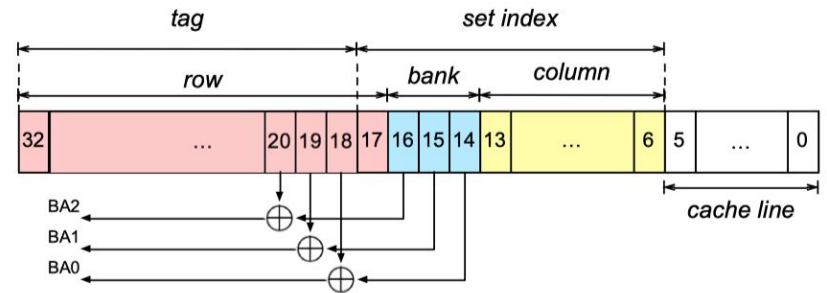 tag set index
row bank column
32 ... 20 19 18 17 16 15 14 13 ... 6 5 ... 0
BA2
cache line
BA1
BA0